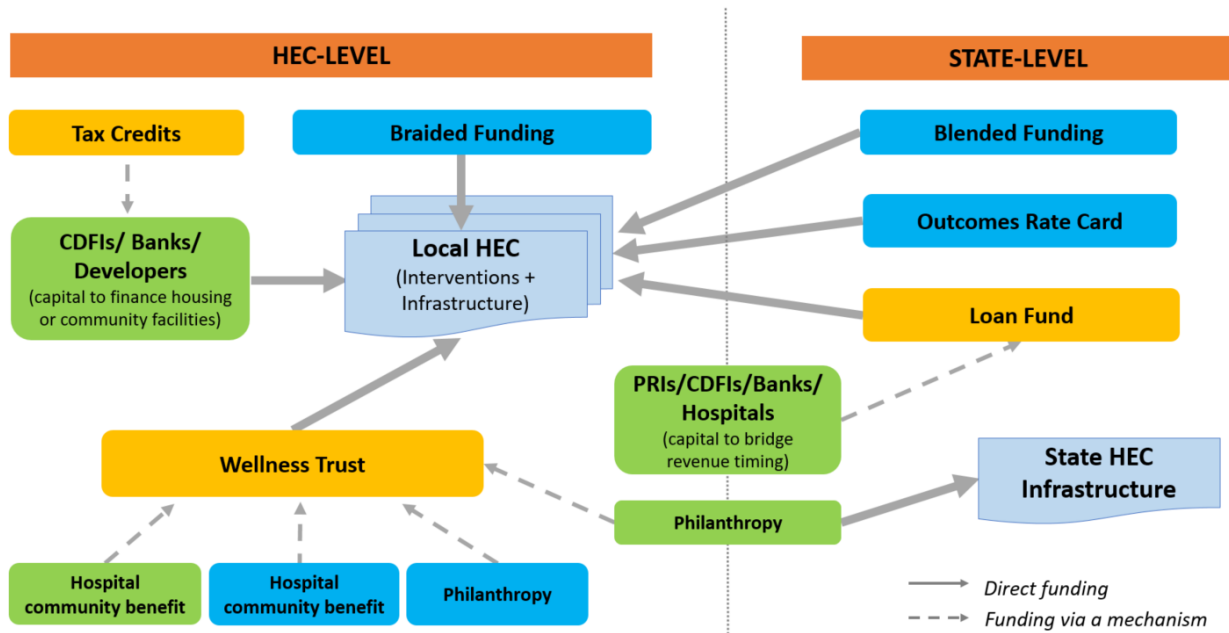 HEC-LEVEL
STATE-LEVEL
Tax Credits
Braided Funding
Blended Funding
CDFIs/ Banks/
Developers
(capital to finance housing
or community facilities)
Local HEC
(Interventions +
Infrastructure)
Outcomes Rate Card
Loan Fund
PRIs/CDFIs/Banks/
Hospitals
(capital to bridge
revenue timing)
Wellness Trust
State HEC
Infrastructure
Philanthropy
Hospital
community benefit
Hospital
community benefit
Philanthropy
Direct funding
Funding via a mechanism